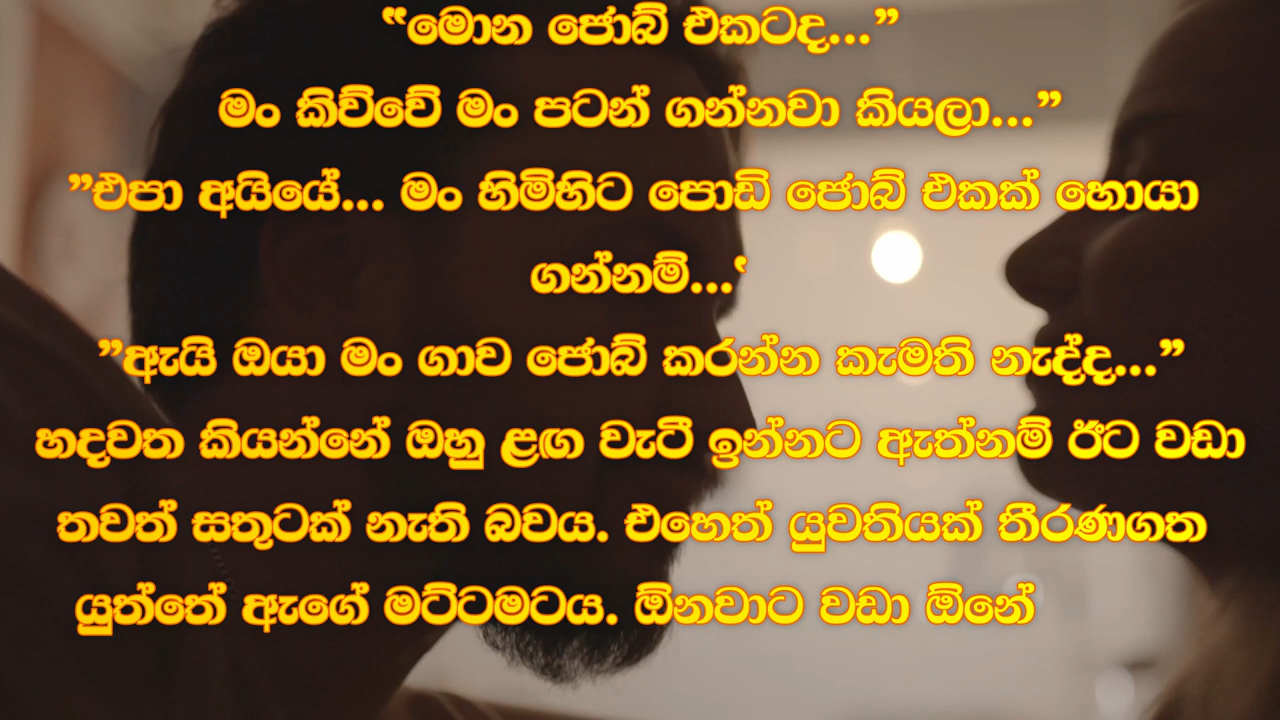 “මොන ජොබ් එකටද...”
මං කිව්වේ මං පටන් ගන්නවා කියලා...”
”එපා අයියේ... මං හිමිහිට පොඩි ජොබ් එකක් හොයා
ගන්නම්...‘
”ඇයි ඔයා මං ගාව ජොබ් කරන්න කැමති නැද්ද...”
හදවත කියන්නේ ඔහු ළඟ වැටී ඉන්නට ඇත්නම් ඊට වඩා
තවත් සතුටක් නැති බවය. එහෙත් යුවතියක් තීරණගත
යුත්තේ ඇගේ මට්ටමටය. ඕනවාට වඩා ඕනේ